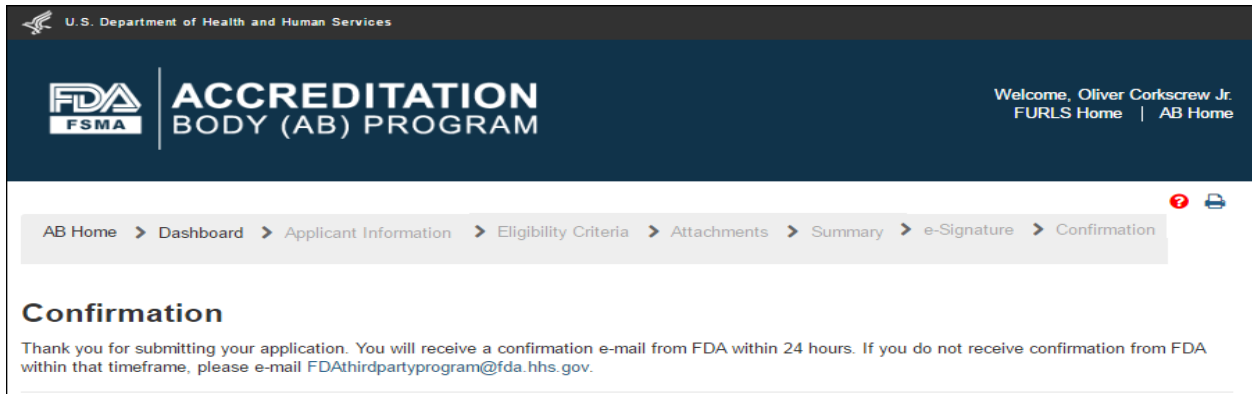 U.S. Department of Health and Human Services
FDA
FSMA
ACCREDITATION
BODY (AB) PROGRAM
Welcome, Oliver Corkscrew Jr.
FURLS Home | AB Home
AB Home > Dashboard > Applicant Information > Eligibility Criteria > Attachments > Summary > e-Signature > Confirmation
Confirmation
Thank you for submitting your application. You will receive a confirmation e-mail from FDA within 24 hours. If you do not receive confirmation from FDA
within that timeframe, please e-mail FDAthirdpartyprogram@fda.hhs.gov.